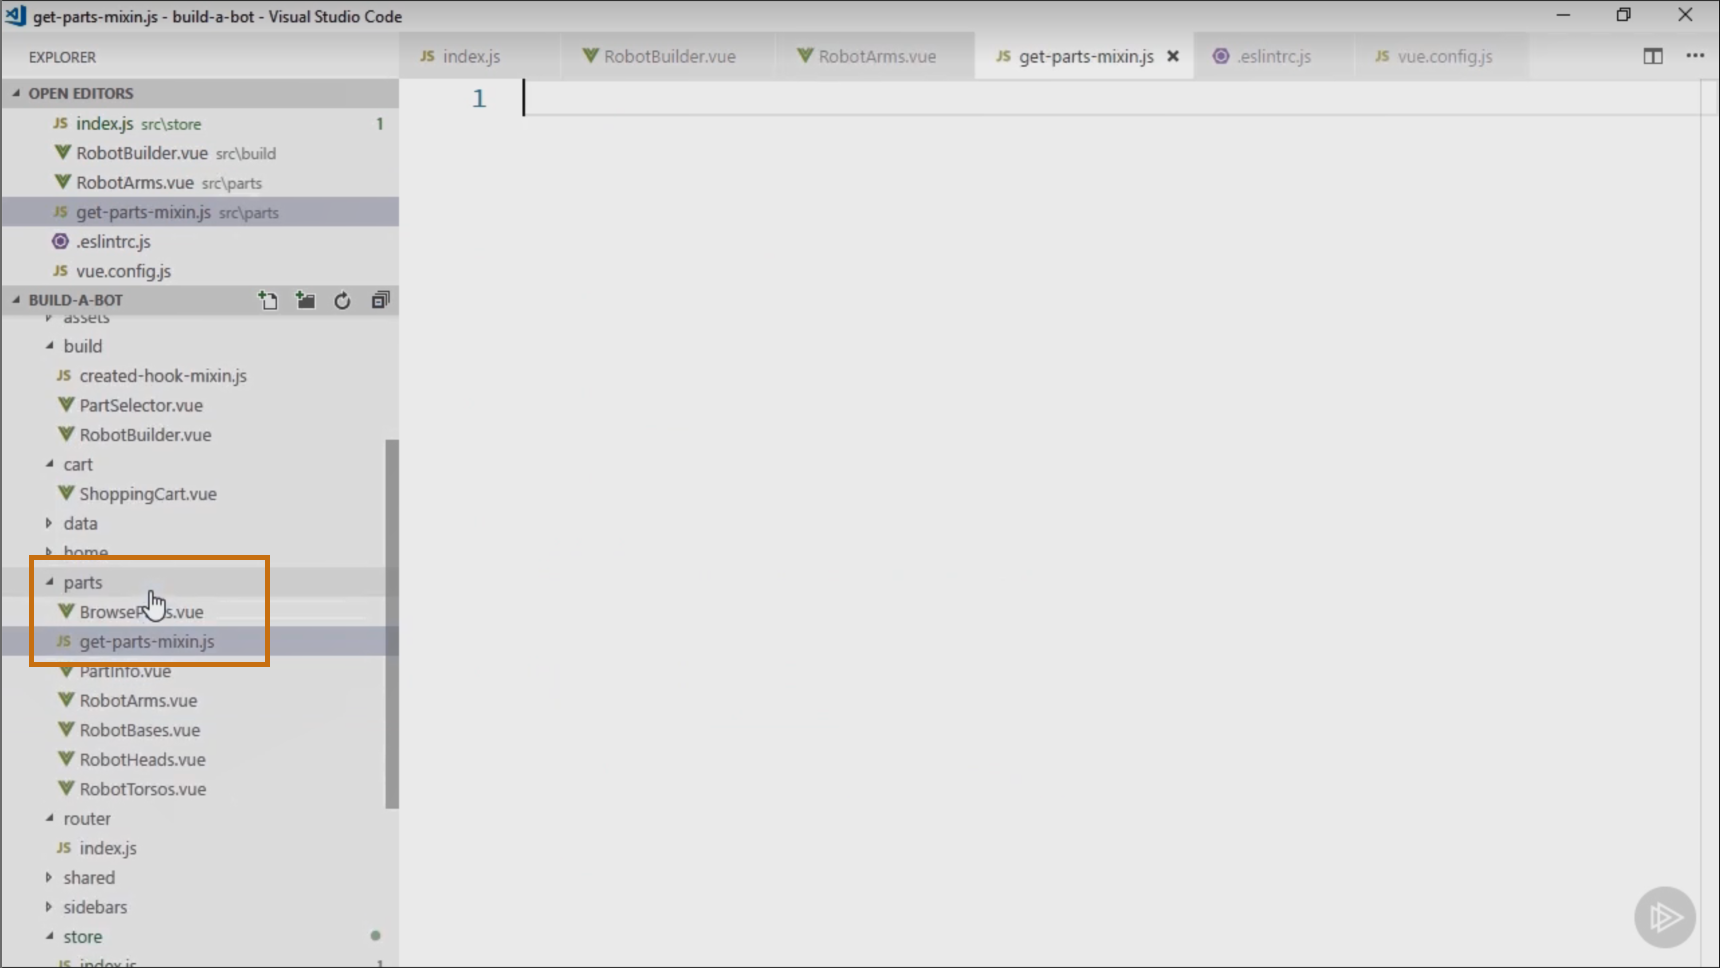 get-parts-mixin.js - build-a-bot - Visual Studio Code
EXPLORER
JS index.js
RobotBuilder.vue
RobotArms.vue
JS get-parts-mixin.js
.eslintrc.js
JS vue.config.js
OPEN EDITORS
JS index.js src\store 1
RobotBuilder.vue src\build
RobotArms.vue src\parts
JS get-parts-mixin.js src\parts
.eslintrc.js
JS vue.config.js
1
BUILD-A-BOT
assets
build
JS created-hook-mixin.js
PartSelector.vue
RobotBuilder.vue
cart
ShoppingCart.vue
data
home
parts
.vue
JS get-parts-mixin.js
PartInfo.vue
RobotArms.vue
RobotBases.vue
RobotHeads.vue
RobotTorsos.vue
router
JS index.js
shared
sidebars
store
JS index.js 1